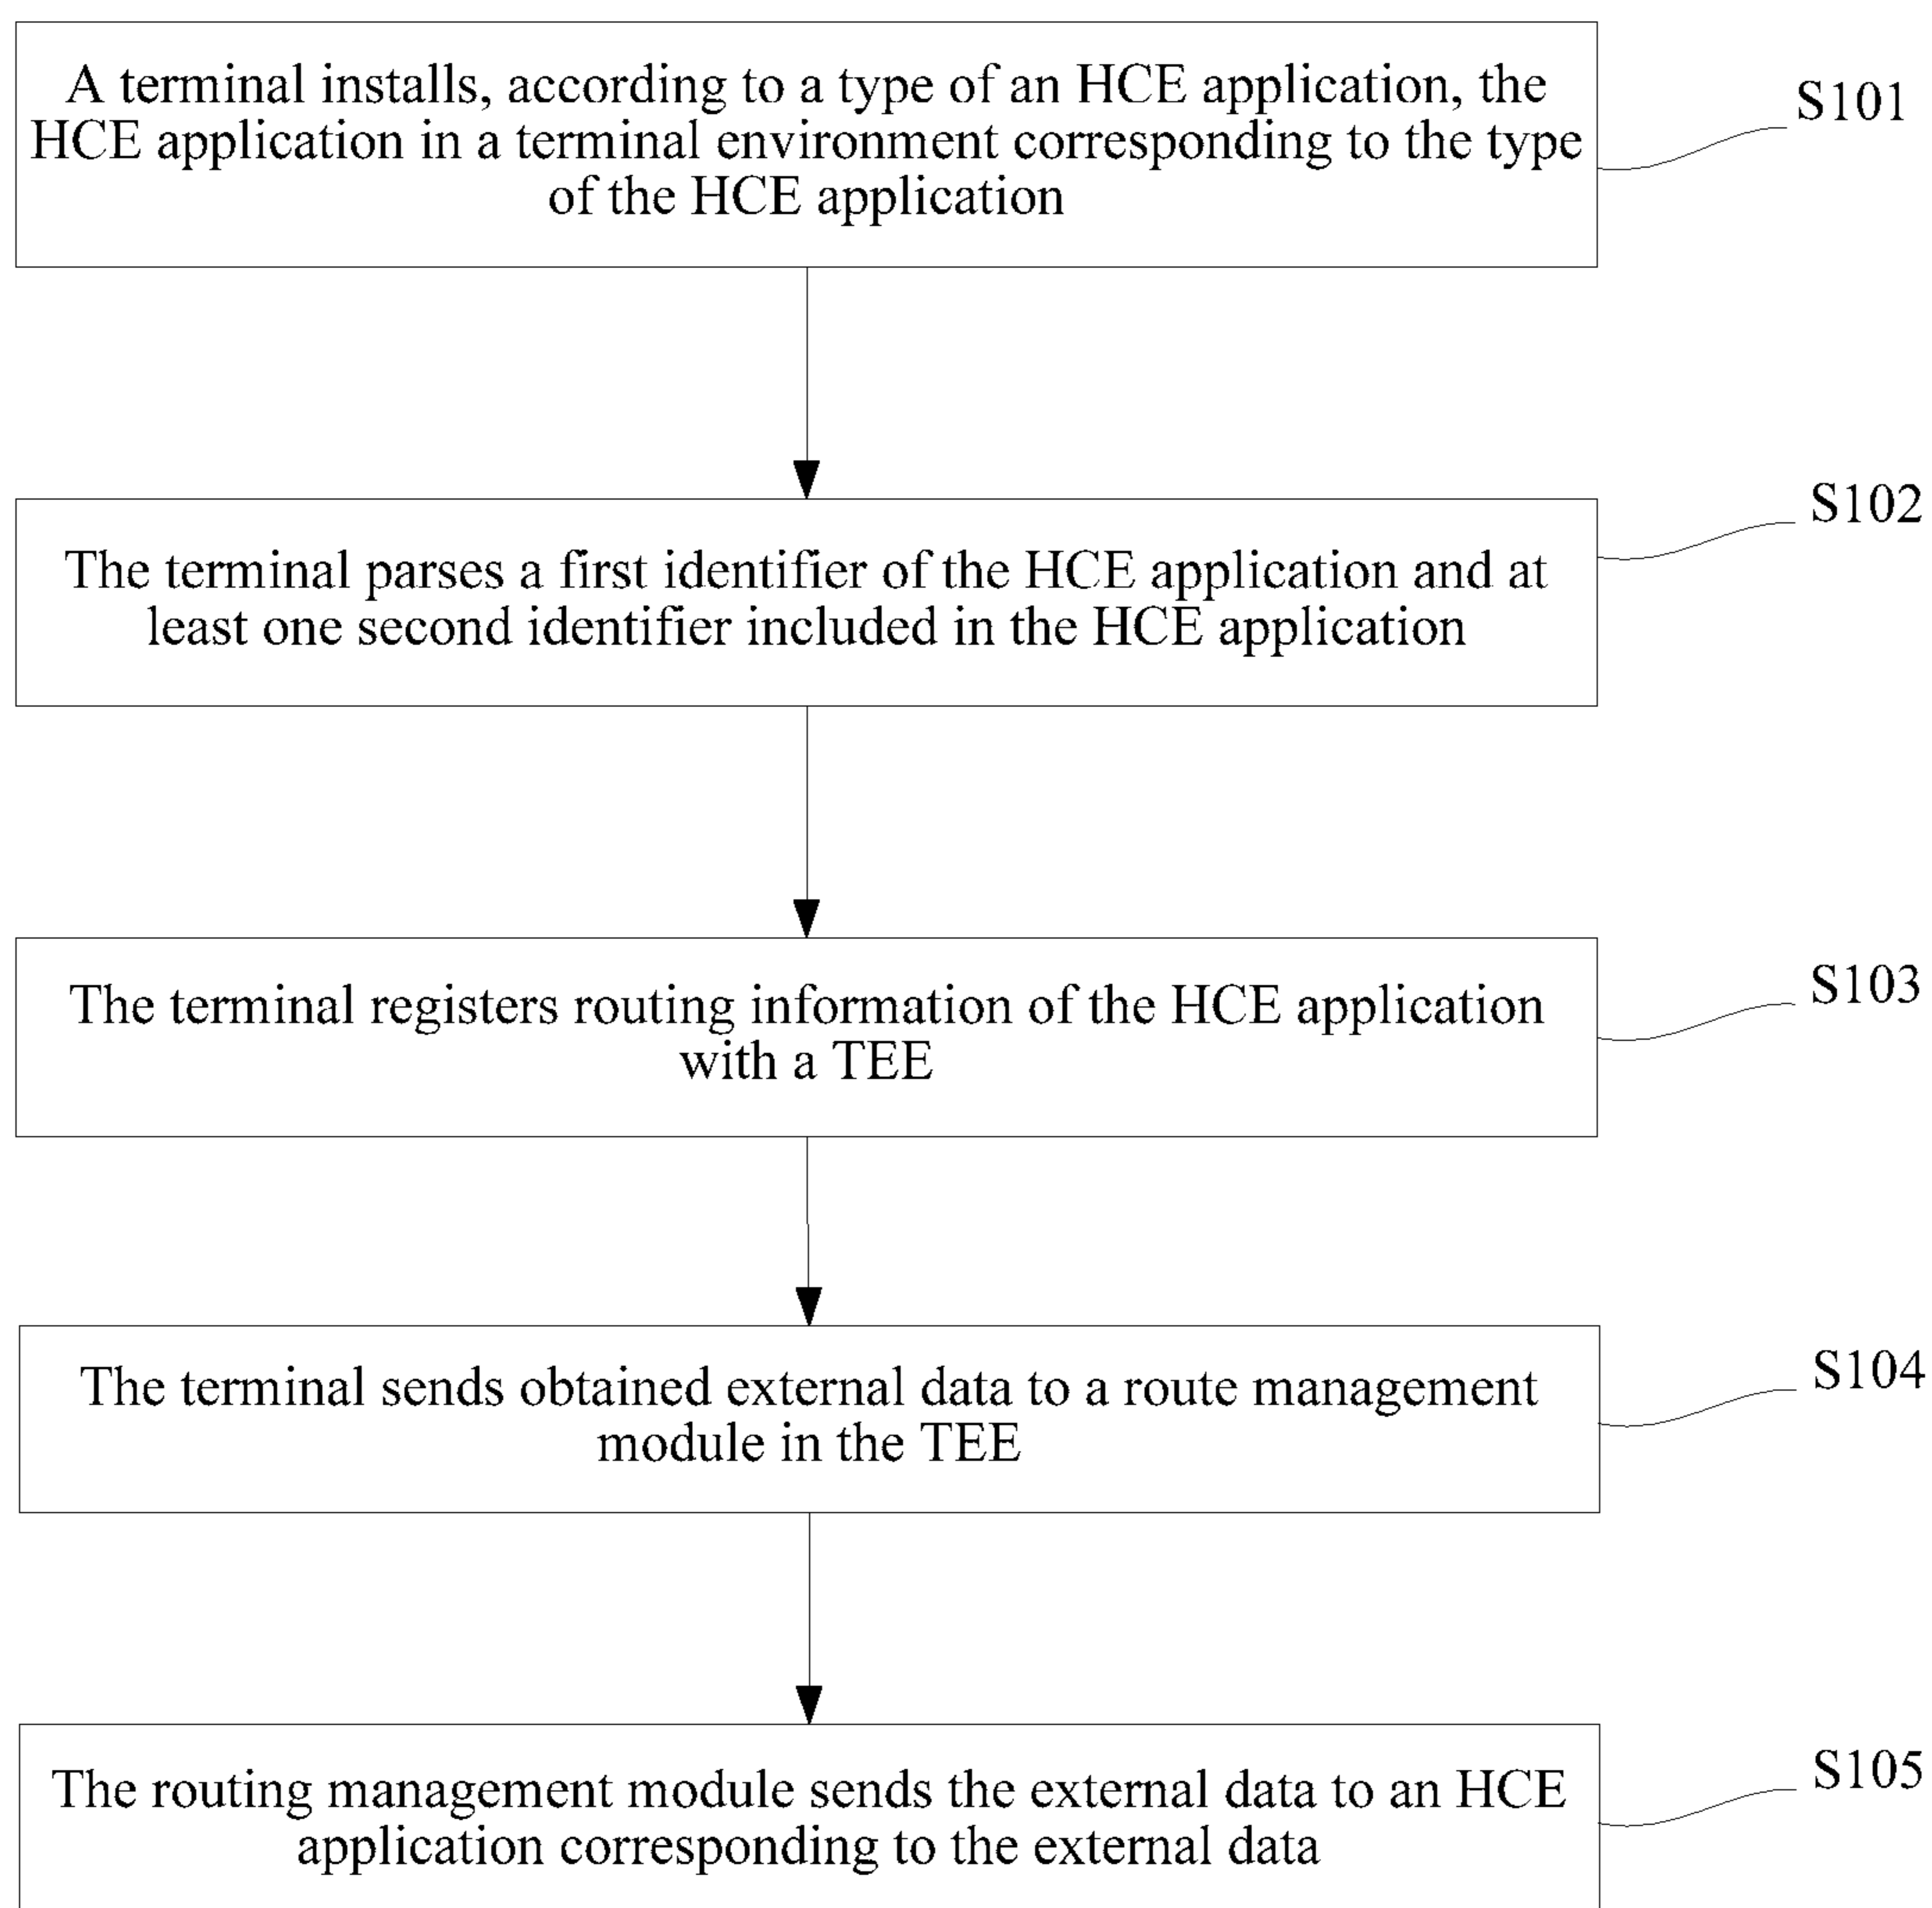 A terminal installs, according to a type of an HCE application, the
HCE application in a terminal environment corresponding to the type
of the HCE application
S101
The terminal parses a first identifier of the HCE application and at
least one second identifier included in the HCE application
S102
The terminal registers routing information of the HCE application
with a TEE
S103
The terminal sends obtained external data to a route management
module in the TEE
S104
The routing management module sends the external data to an HCE
application corresponding to the external data
S105